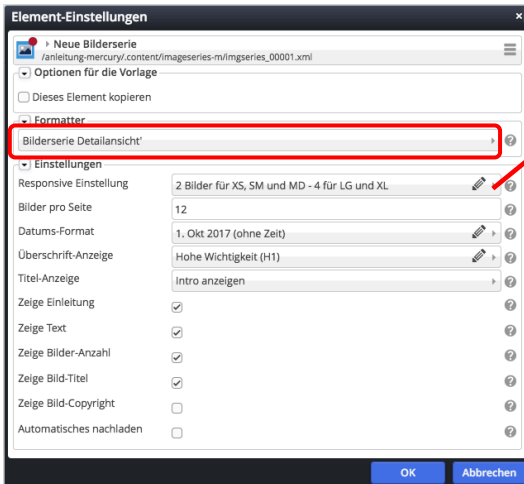 Element-Einstellungen ×
Neue Bilderserie
/anleitung-mercury/.content/imageseries-m/imgseries_00001.xml
Optionen für die Vorlage
Dieses Element kopieren
Formatter
Bilderserie Detailansicht'
Einstellungen
Responsive Einstellung 2 Bilder für XS, SM und MD - 4 für LG und XL
Bilder pro Seite 12
Datums-Format 1. Okt 2017 (ohne Zeit)
Überschrift-Anzeige Hohe Wichtigkeit (H1)
Titel-Anzeige Intro anzeigen
Zeige Einleitung
Zeige Text
Zeige Bilder-Anzahl
Zeige Bild-Titel
Zeige Bild-Copyright
Automatisches nachladen
OK Abbrechen